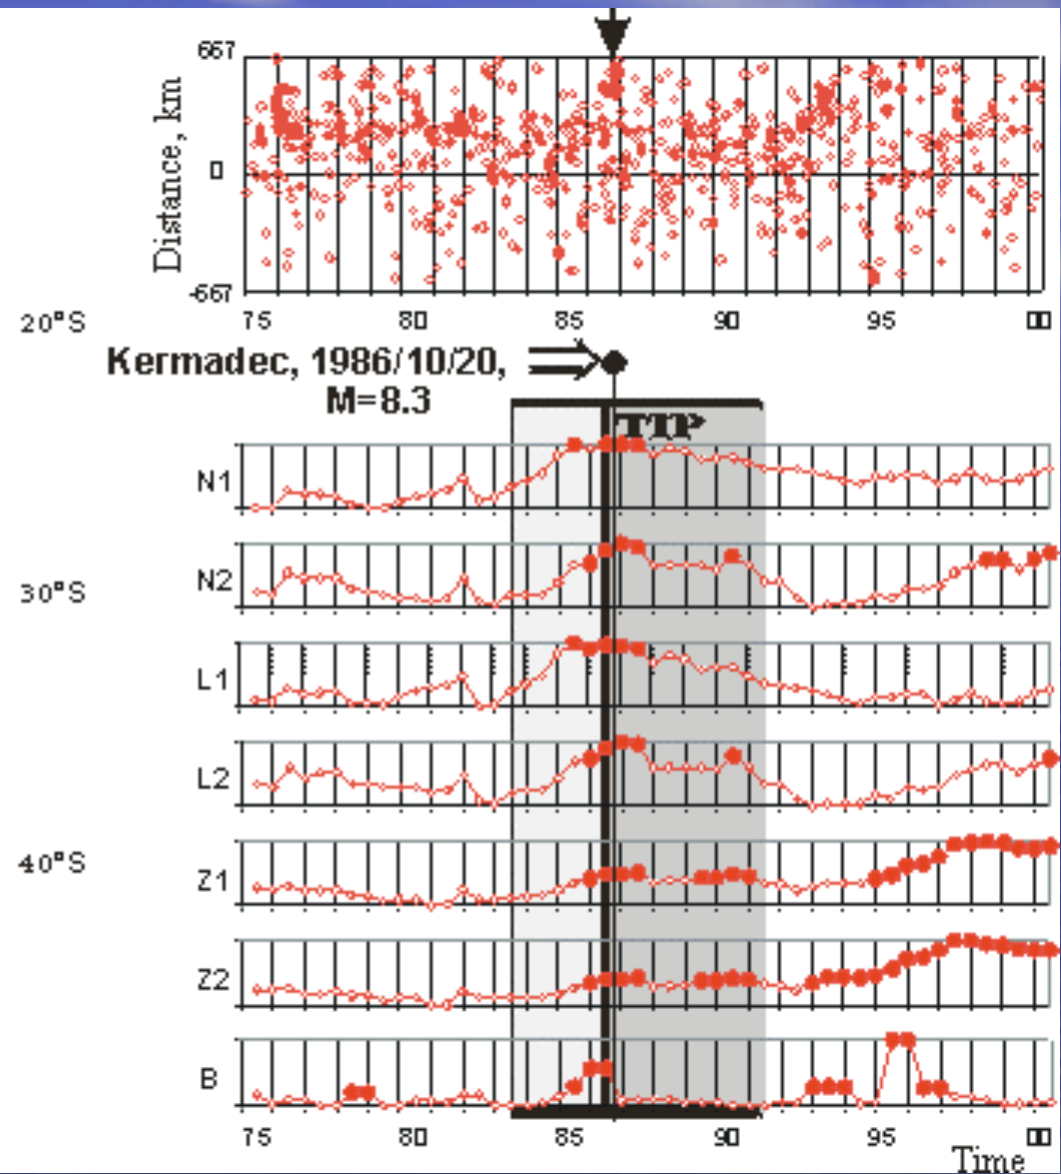 667
Distance, km
0
-667
75 80 85 90 95 00
20°S
Kermadec, 1986/10/20,
M=8.3
TIP
N1
N2
30°S
L1
L2
40°S
Z1
Z2
B
75 80 85 90 95 00
Time